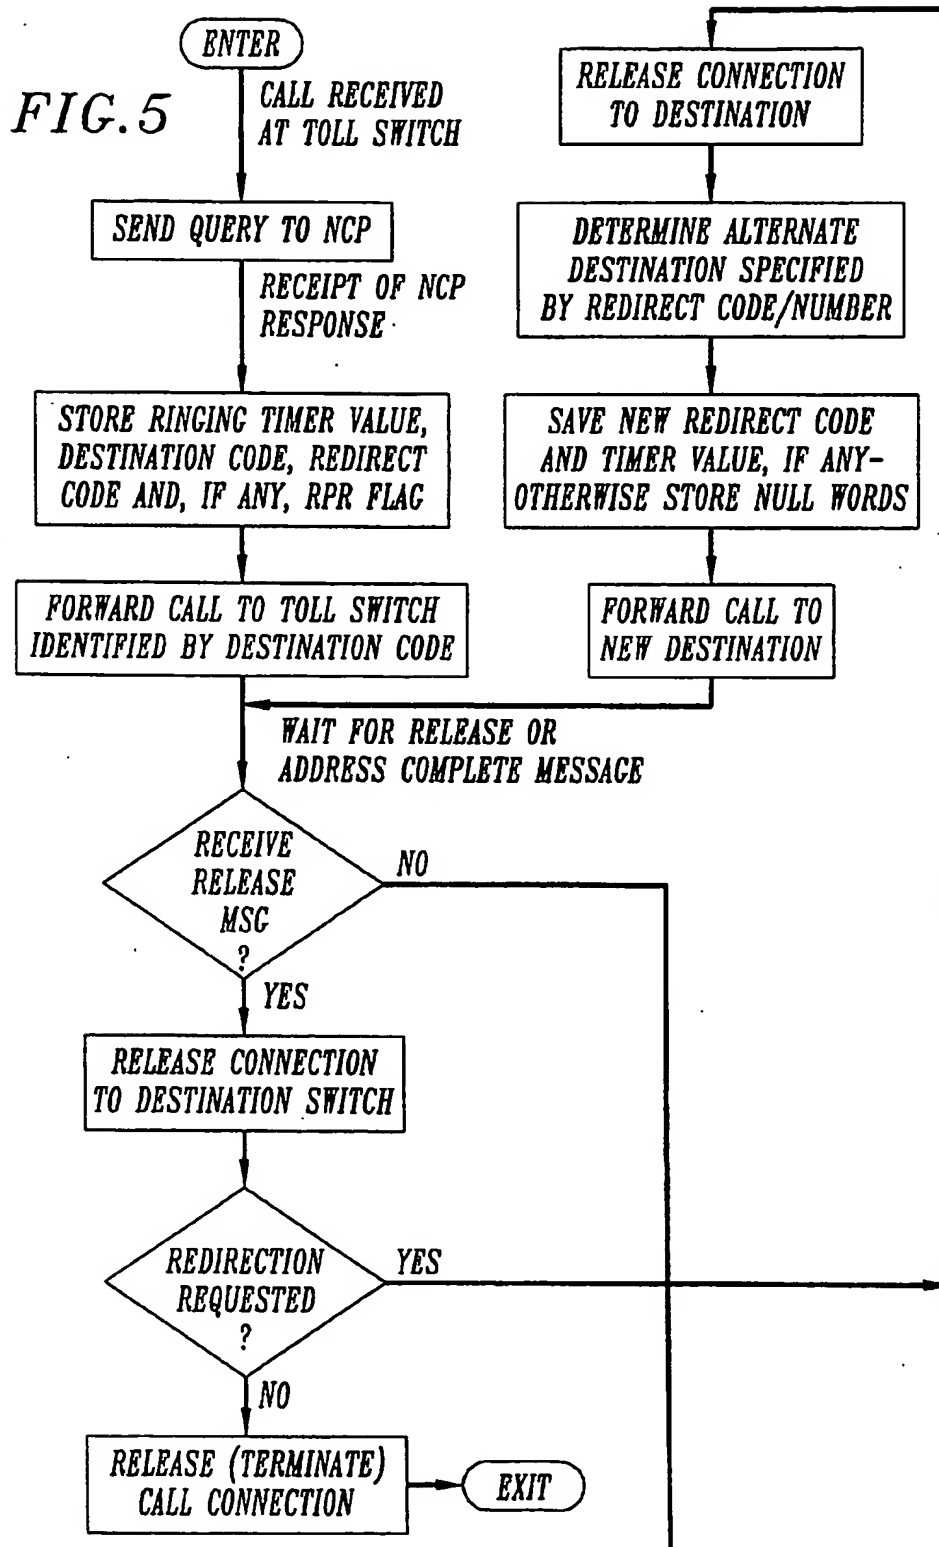 FIG.5
ENTER
CALL RECEIVED
AT TOLL SWITCH
SEND QUERY TO NCP
RECEIPT OF NCP
RESPONSE
STORE RINGING TIMER VALUE,
DESTINATION CODE, REDIRECT
CODE AND, IF ANY, RPR FLAG
FORWARD CALL TO TOLL SWITCH
IDENTIFIED BY DESTINATION CODE
RELEASE CONNECTION
TO DESTINATION
DETERMINE ALTERNATE
DESTINATION SPECIFIED
BY REDIRECT CODE/NUMBER
SAVE NEW REDIRECT CODE
AND TIMER VALUE, IF ANY-
OTHERWISE STORE NULL WORDS
FORWARD CALL TO
NEW DESTINATION
WAIT FOR RELEASE OR
ADDRESS COMPLETE MESSAGE
RECEIVE
RELEASE
MSG
?
NO
YES
RELEASE CONNECTION
TO DESTINATION SWITCH
REDIRECTION
REQUESTED
?
YES
NO
RELEASE (TERMINATE)
CALL CONNECTION
EXIT